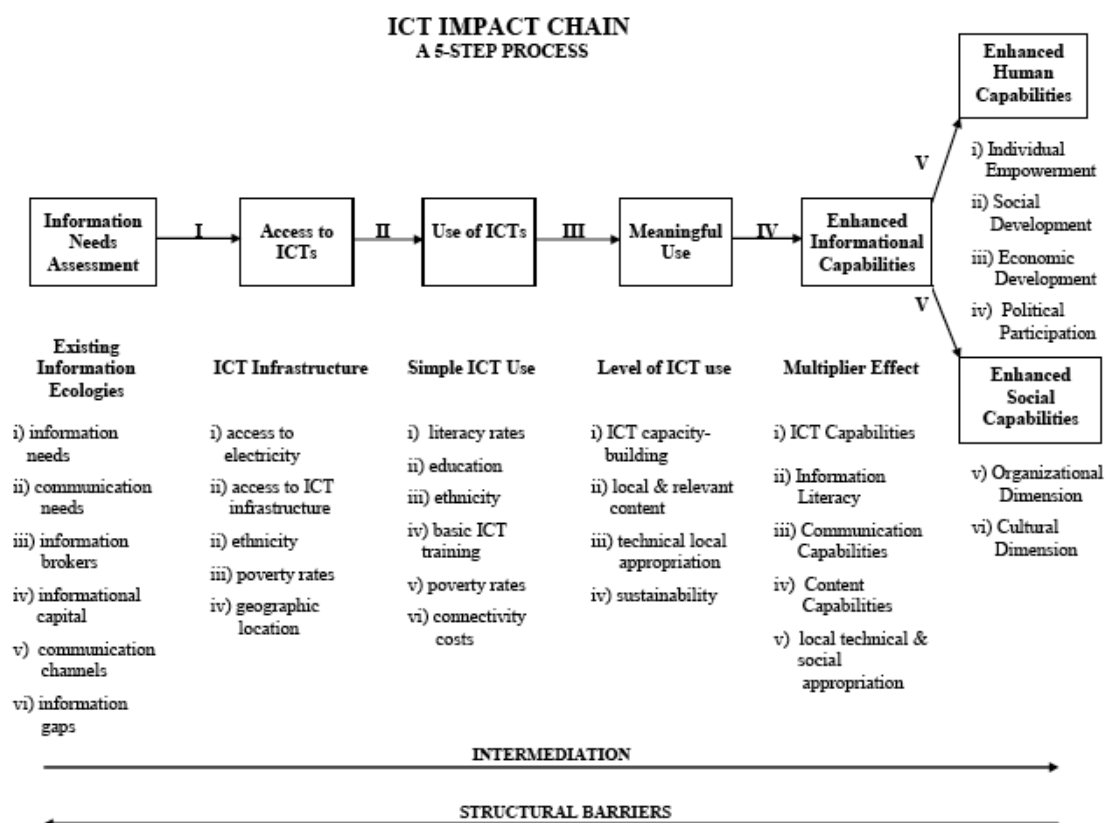 ICT IMPACT CHAIN
A 5-STEP PROCESS
Information
Needs
Assessment
I
Access to
ICTs
II
Use of ICTs
III
Meaningful
Use
IV
Enhanced
Informational
Capabilities
V
V
Enhanced
Human
Capabilities
i) Individual
Empowerment
ii) Social
Development
iii) Economic
Development
iv) Political
Participation
Enhanced
Social
Capabilities
v) Organizational
Dimension
vi) Cultural
Dimension
Existing
Information
Ecologies
i) information
needs
ii) communication
needs
iii) information
brokers
iv) informational
capital
v) communication
channels
vi) information
gaps
ICT Infrastructure
i) access to
electricity
ii) access to ICT
infrastructure
ii) ethnicity
iii) poverty rates
iv) geographic
location
Simple ICT Use
i) literacy rates
ii) education
iii) ethnicity
iv) basic ICT
training
v) poverty rates
vi) connectivity
costs
Level of ICT use
i) ICT capacity-
building
ii) local & relevant
content
iii) technical local
appropriation
iv) sustainability
Multiplier Effect
i) ICT Capabilities
ii) Information
Literacy
iii) Communication
Capabilities
iv) Content
Capabilities
v) local technical &
social
appropriation
INTERMEDIATION
STRUCTURAL BARRIERS